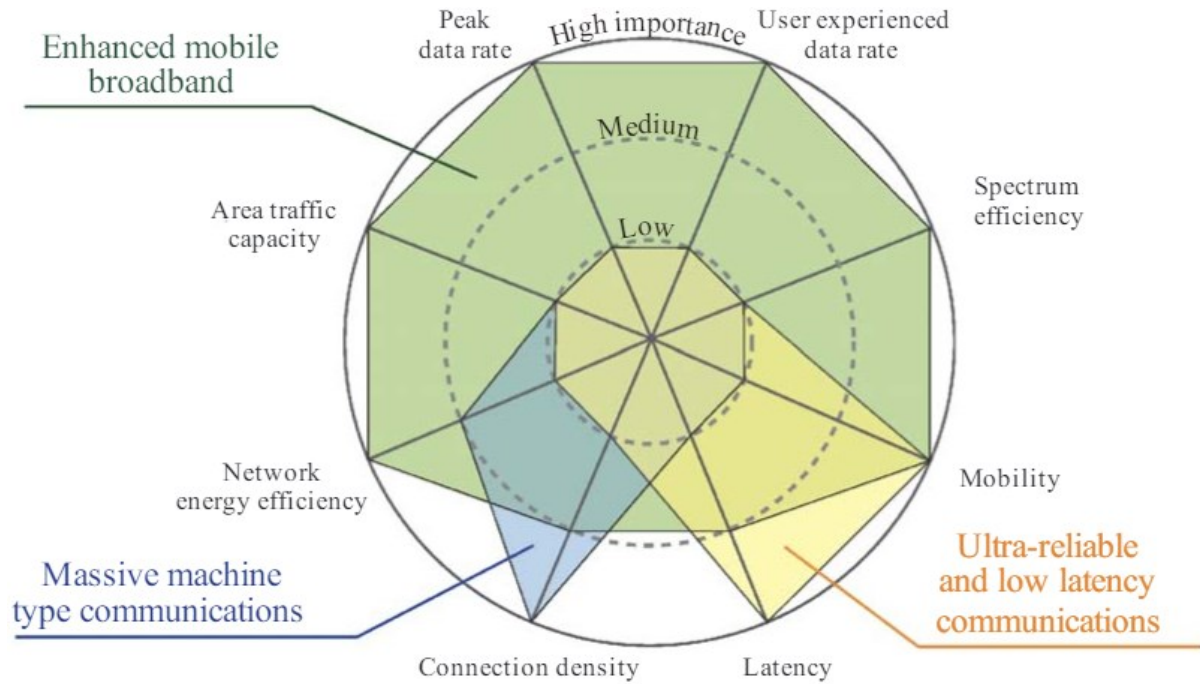 Peak
data rate
High importance
User experienced
data rate
Enhanced mobile
broadband
Medium
Area traffic
capacity
Spectrum
efficiency
Low
Network
energy efficiency
Mobility
Massive machine
type communications
Ultra-reliable
and low latency
communications
Connection density
Latency